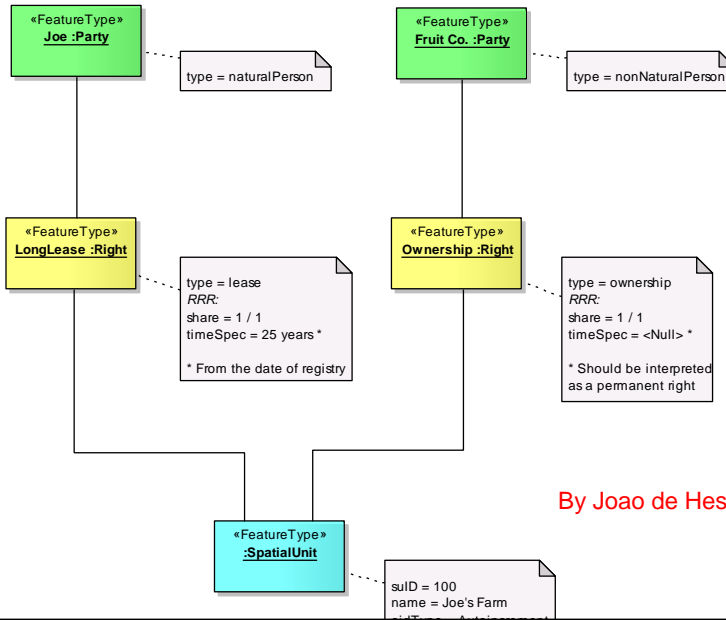 «FeatureType»
Joe :Party
type = naturalPerson
«FeatureType»
Fruit Co. :Party
type = nonNaturalPerson
«FeatureType»
LongLease :Right
type = lease
RRR:
share = 1 / 1
timeSpec = 25 years *
* From the date of registry
«FeatureType»
Ownership :Right
type = ownership
RRR:
share = 1 / 1
timeSpec = <Null> *
* Should be interpreted
as a permanent right
By Joao de Hes
«FeatureType»
:SpatialUnit
suID = 100
name = Joe's Farm